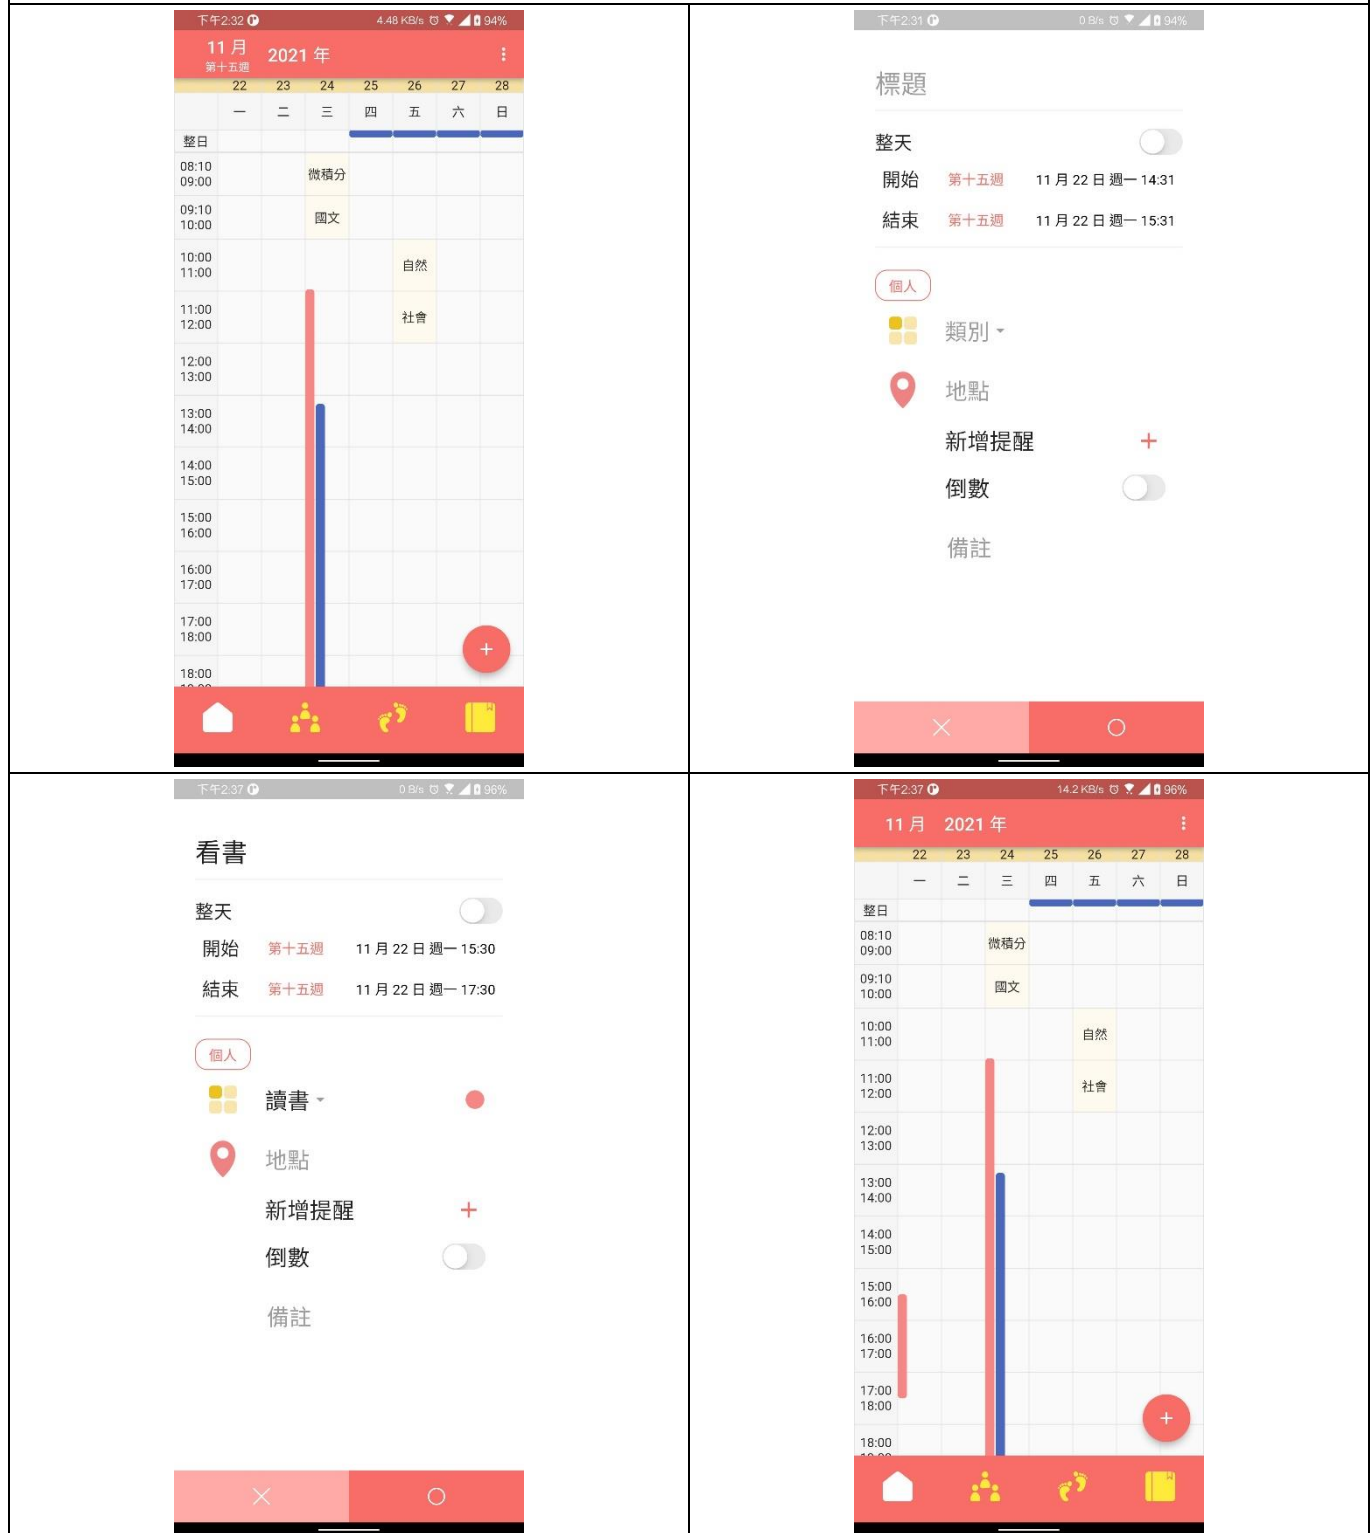 下午2:32 4.48 KB/s 94%
11 月 2021 年
第十五週
22 23 24 25 26 27 28
一 二 三 四 五 六 日
整日
08:10
09:00 微積分
09:10
10:00 國文
10:00
11:00 自然
11:00
12:00 社會
12:00
13:00
13:00
14:00
14:00
15:00
15:00
16:00
16:00
17:00
17:00
18:00
18:00
下午2:31 0 B/s 94%
標題
整天
開始 第十五週 11 月 22 日 週一 14:31
結束 第十五週 11 月 22 日 週一 15:31
個人
類別
地點
新增提醒 +
倒數
備註
下午2:37 0 B/s 96%
看書
整天
開始 第十五週 11 月 22 日 週一 15:30
結束 第十五週 11 月 22 日 週一 17:30
個人
讀書
地點
新增提醒 +
倒數
備註
下午2:37 14.2 KB/s 96%
11 月 2021 年
22 23 24 25 26 27 28
一 二 三 四 五 六 日
整日
08:10
09:00 微積分
09:10
10:00 國文
10:00
11:00 自然
11:00
12:00 社會
12:00
13:00
13:00
14:00
14:00
15:00
15:00
16:00
16:00
17:00
17:00
18:00
18:00